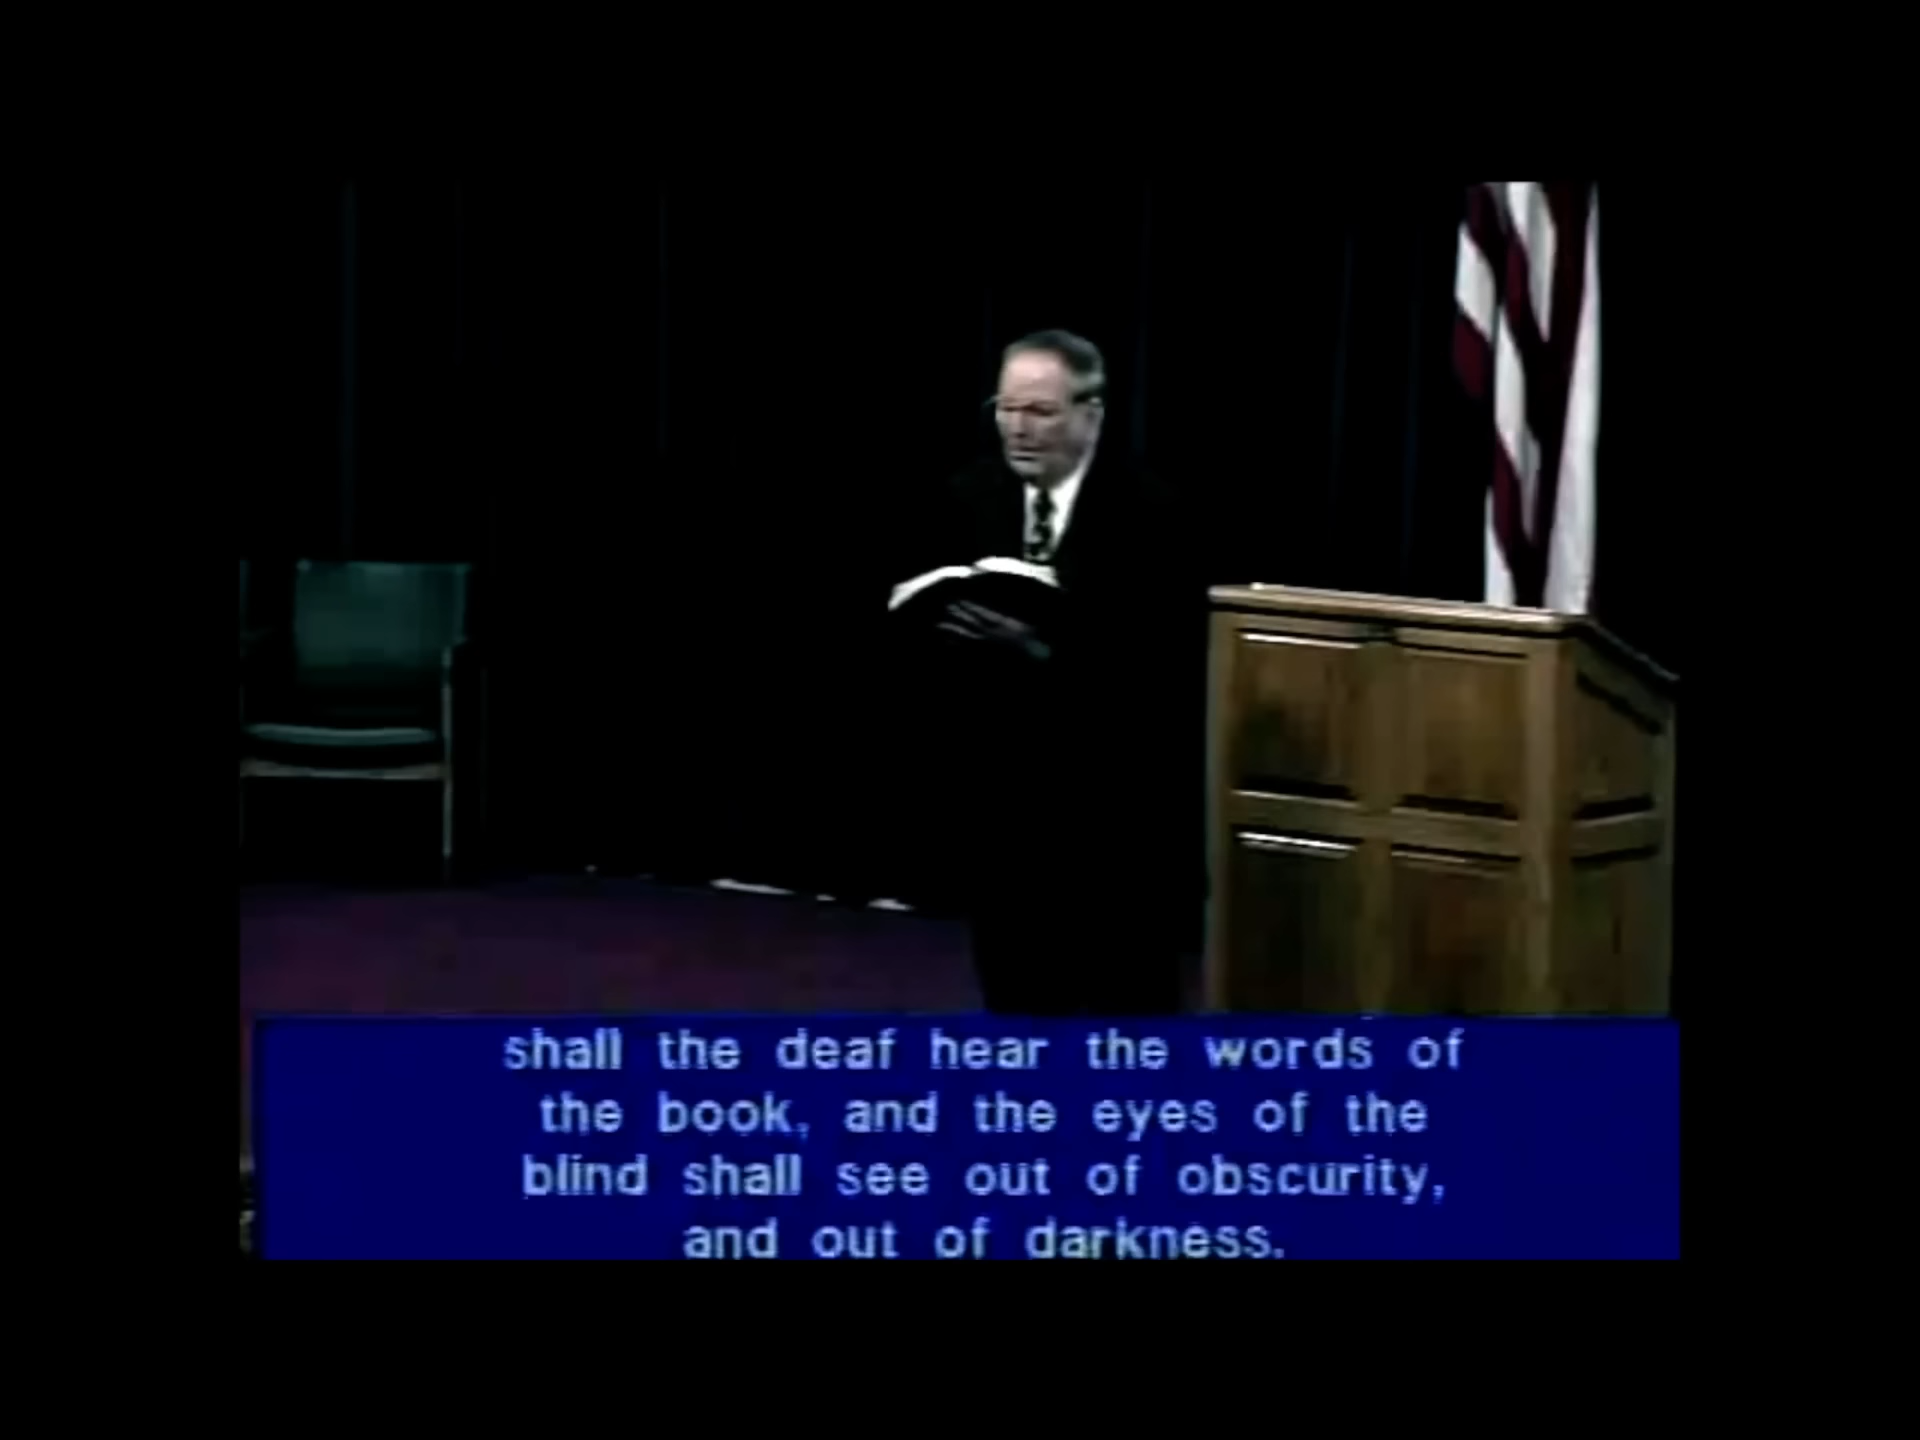 shall the deaf hear the words of
the book, and the eyes of the
blind shall see out of obscurity,
and out of darkness.